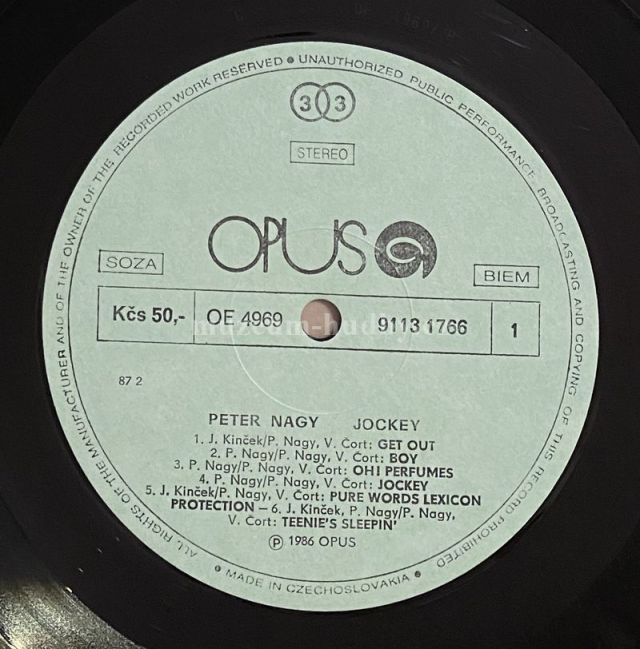 ALL RIGHTS OF THE MANUFACTURER AND OF THE OWNER OF THE RECORDED WORK RESERVED ● UNAUTHORIZED PUBLIC PERFORMANCE, BROADCASTING AND COPYING OF THIS RECORD PROHIBITED
33
STEREO
OPUS
SOZA
BIEM
Kčs 50,- OE 4969 9113 1766 1
87 2
PETER NAGY JOCKEY
1. J. Kinček/P. Nagy, V. Čort: GET OUT
2. P. Nagy/P. Nagy, V. Čort: BOY
3. P. Nagy/P. Nagy, V. Čort: OH! PERFUMES
4. P. Nagy/P. Nagy, V. Čort: JOCKEY
5. J. Kinček/P. Nagy, V. Čort: PURE WORDS LEXICON
PROTECTION – 6. J. Kinček, P. Nagy/P. Nagy,
V. Čort: TEENIE'S SLEEPIN'
Ⓟ 1986 OPUS
● MADE IN CZECHOSLOVAKIA ●